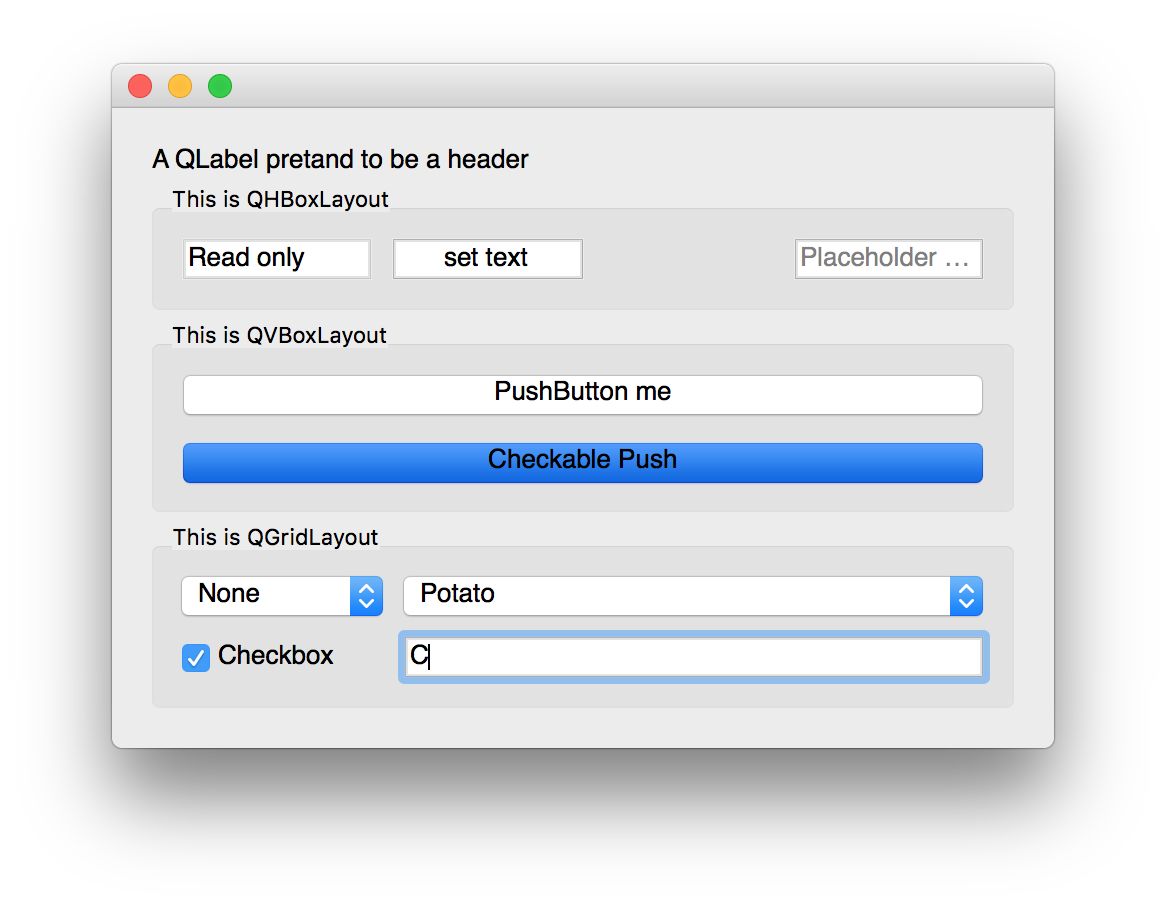 A QLabel pretand to be a header
This is QHBoxLayout
Read only set text Placeholder …
This is QVBoxLayout
PushButton me
Checkable Push
This is QGridLayout
None Potato
Checkbox C